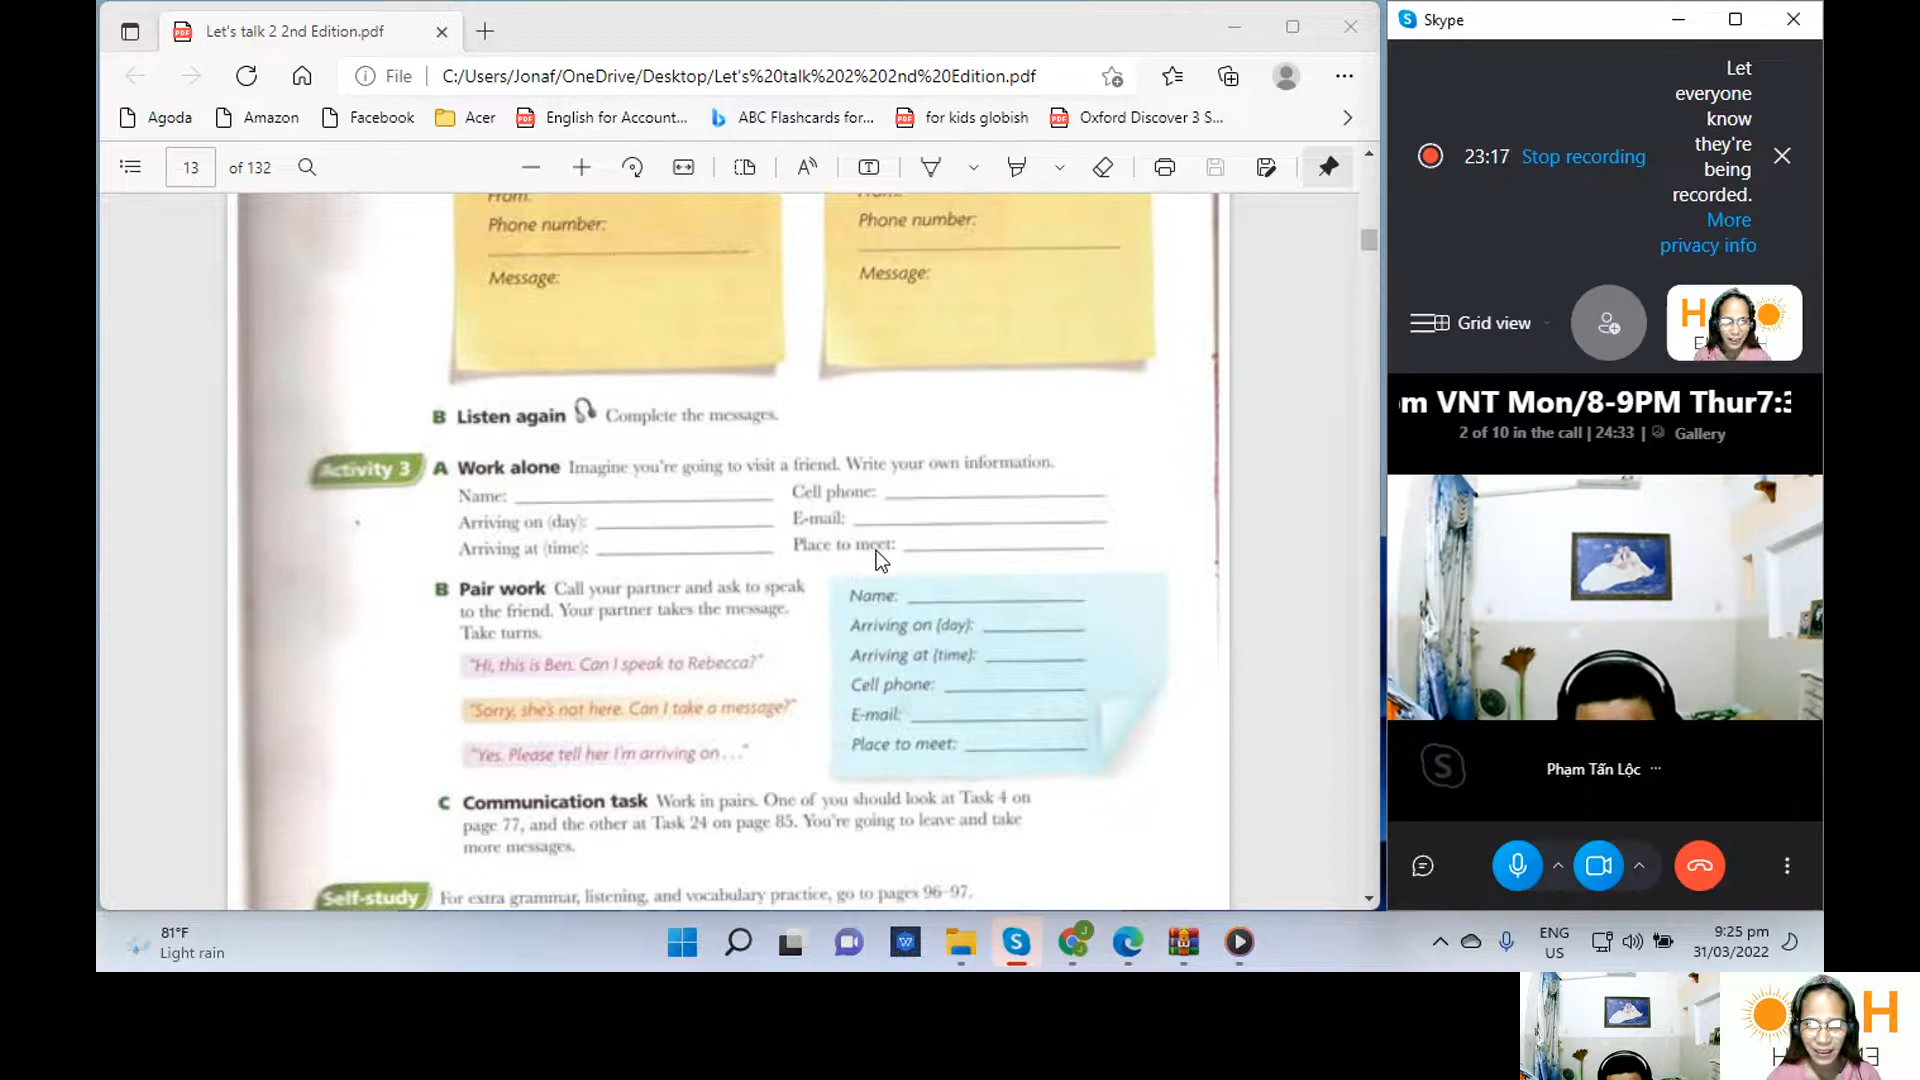 Let's talk 2 2nd Edition.pdf
File
C:/Users/Jonaf/OneDrive/Desktop/Let's%20talk%202%202nd%20Edition.pdf
Agoda
Amazon
Facebook
Acer
English for Account...
ABC Flashcards for...
for kids globish
Oxford Discover 3 S...
13 of 132
From:
Phone number:
Message:
Phone number:
Message:
B Listen again Complete the messages.
Activity 3
A Work alone Imagine you're going to visit a friend. Write your own information.
Name:
Cell phone:
Arriving on (day):
E-mail:
Arriving at (time):
Place to meet:
B Pair work Call your partner and ask to speak
to the friend. Your partner takes the message.
Take turns.
"Hi, this is Ben. Can I speak to Rebecca?"
"Sorry, she's not here. Can I take a message?"
"Yes. Please tell her I'm arriving on . . ."
Name:
Arriving on (day):
Arriving at (time):
Cell phone:
E-mail:
Place to meet:
C Communication task Work in pairs. One of you should look at Task 4 on
page 77, and the other at Task 24 on page 85. You're going to leave and take
more messages.
Self-study
For extra grammar, listening, and vocabulary practice, go to pages 96–97.
Skype
23:17 Stop recording
Let
everyone
know
they're
being
recorded.
More
privacy info
Grid view
H
m VNT Mon/8-9PM Thur7:3
2 of 10 in the call | 24:33 | Gallery
Phạm Tấn Lộc
81°F
Light rain
ENG
US
9:25 pm
31/03/2022
H